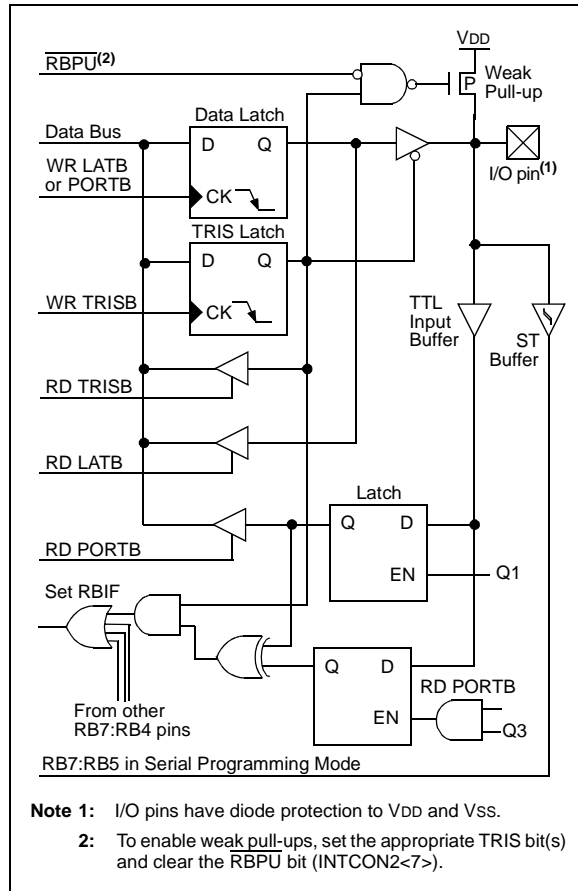 VDD
RBPU(2)
P
Weak
Pull-up
Data Latch
Data Bus
D Q
WR LATB
or PORTB
CK
I/O pin(1)
TRIS Latch
D Q
WR TRISB
CK
TTL
Input
Buffer
ST
Buffer
RD TRISB
RD LATB
Latch
Q D
RD PORTB
EN
Q1
Set RBIF
Q D
RD PORTB
EN
Q3
From other
RB7:RB4 pins
RB7:RB5 in Serial Programming Mode
Note 1: I/O pins have diode protection to VDD and VSS.
2: To enable weak pull-ups, set the appropriate TRIS bit(s)
and clear the RBPU bit (INTCON2<7>).